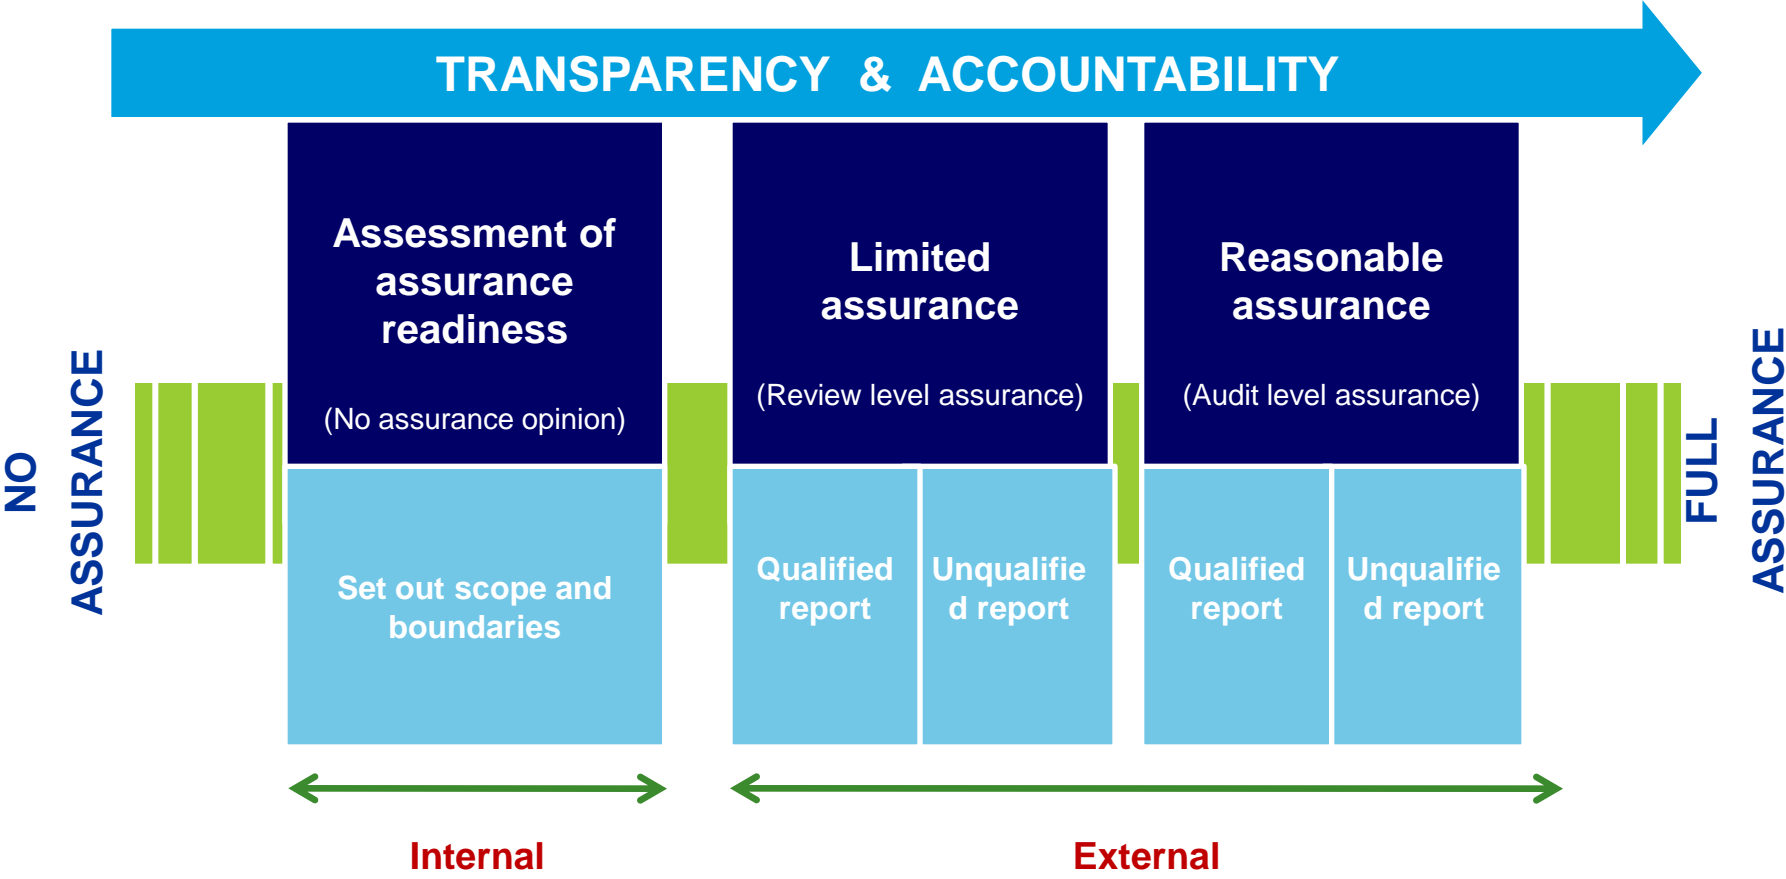 TRANSPARENCY & ACCOUNTABILITY
Assessment of
assurance
readiness
(No assurance opinion)
Limited
assurance
(Review level assurance)
Reasonable
assurance
(Audit level assurance)
NO
ASSURANCE
FULL
ASSURANCE
Set out scope and
boundaries
Qualified
report
Unqualifie
d report
Qualified
report
Unqualifie
d report
Internal
External